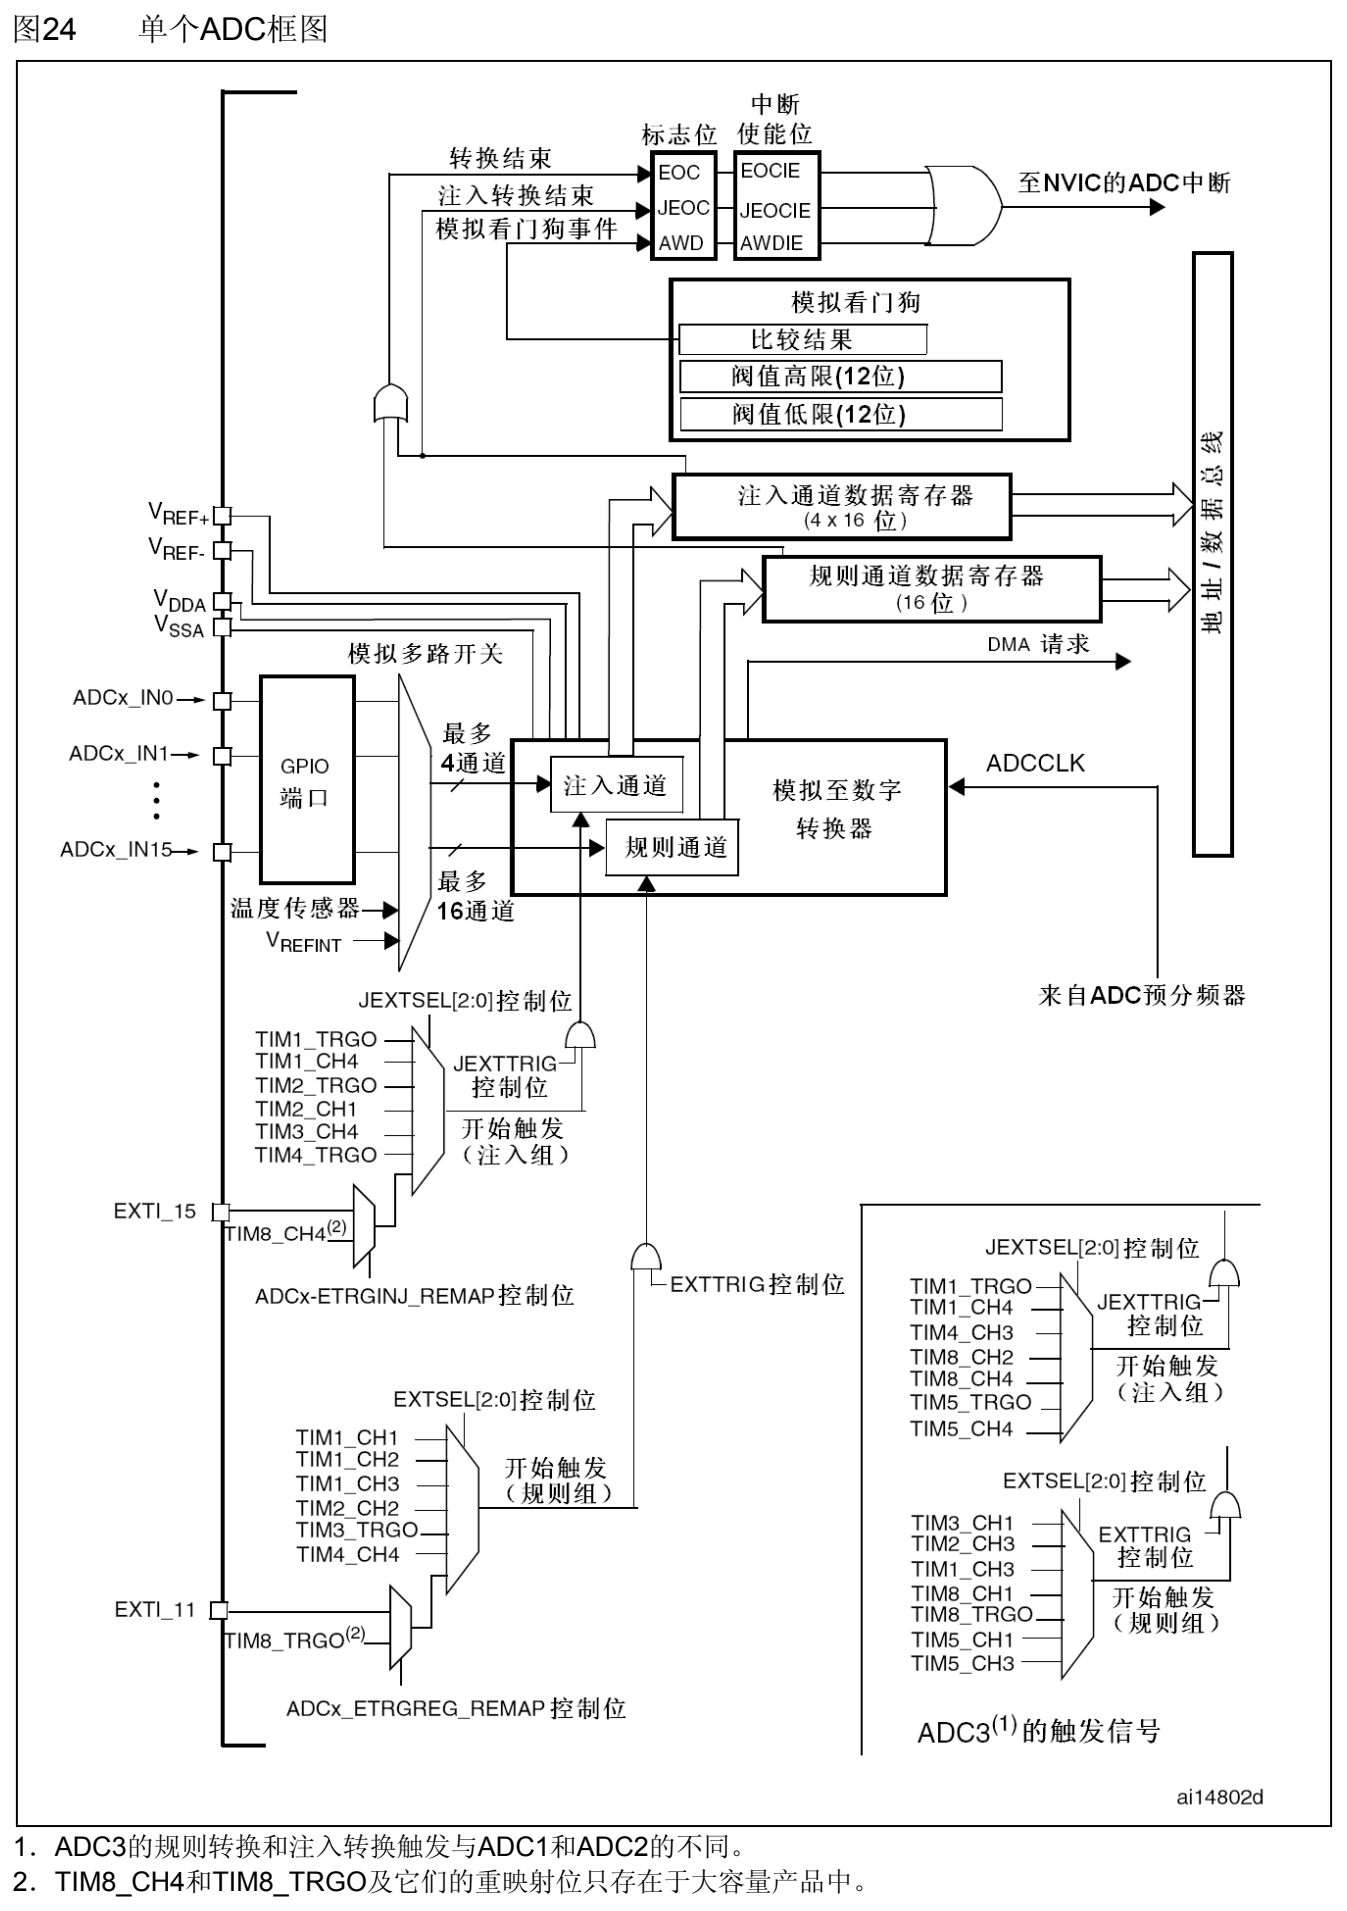 图24 单个ADC框图
中断
标志位 使能位
转换结束
EOC
EOCIE
注入转换结束
JEOC
JEOCIE
模拟看门狗事件
AWD
AWDIE
至NVIC的ADC中断
模拟看门狗
比较结果
阀值高限(12位)
阀值低限(12位)
地址/数据总线
注入通道数据寄存器
(4 x 16 位)
规则通道数据寄存器
(16 位)
DMA 请求
VREF+
VREF-
VDDA
VSSA
模拟多路开关
ADCx_IN0
ADCx_IN1
ADCx_IN15
GPIO
端口
最多
4通道
注入通道
规则通道
模拟至数字
转换器
ADCCLK
最多
16通道
温度传感器
VREFINT
来自ADC预分频器
JEXTSEL[2:0]控制位
TIM1_TRGO
TIM1_CH4
TIM2_TRGO
TIM2_CH1
TIM3_CH4
TIM4_TRGO
JEXTTRIG
控制位
开始触发
（注入组）
EXTI_15
TIM8_CH4(2)
ADCx-ETRGINJ_REMAP控制位
EXTTRIG控制位
EXTSEL[2:0]控制位
TIM1_CH1
TIM1_CH2
TIM1_CH3
TIM2_CH2
TIM3_TRGO
TIM4_CH4
开始触发
（规则组）
EXTI_11
TIM8_TRGO(2)
ADCx_ETRGREG_REMAP控制位
JEXTSEL[2:0]控制位
TIM1_TRGO
TIM1_CH4
TIM4_CH3
TIM8_CH2
TIM8_CH4
TIM5_TRGO
TIM5_CH4
JEXTTRIG
控制位
开始触发
（注入组）
EXTSEL[2:0]控制位
TIM3_CH1
TIM2_CH3
TIM1_CH3
TIM8_CH1
TIM8_TRGO
TIM5_CH1
TIM5_CH3
EXTTRIG
控制位
开始触发
（规则组）
ADC3(1)的触发信号
ai14802d
1. ADC3的规则转换和注入转换触发与ADC1和ADC2的不同。
2. TIM8_CH4和TIM8_TRGO及它们的重映射位只存在于大容量产品中。